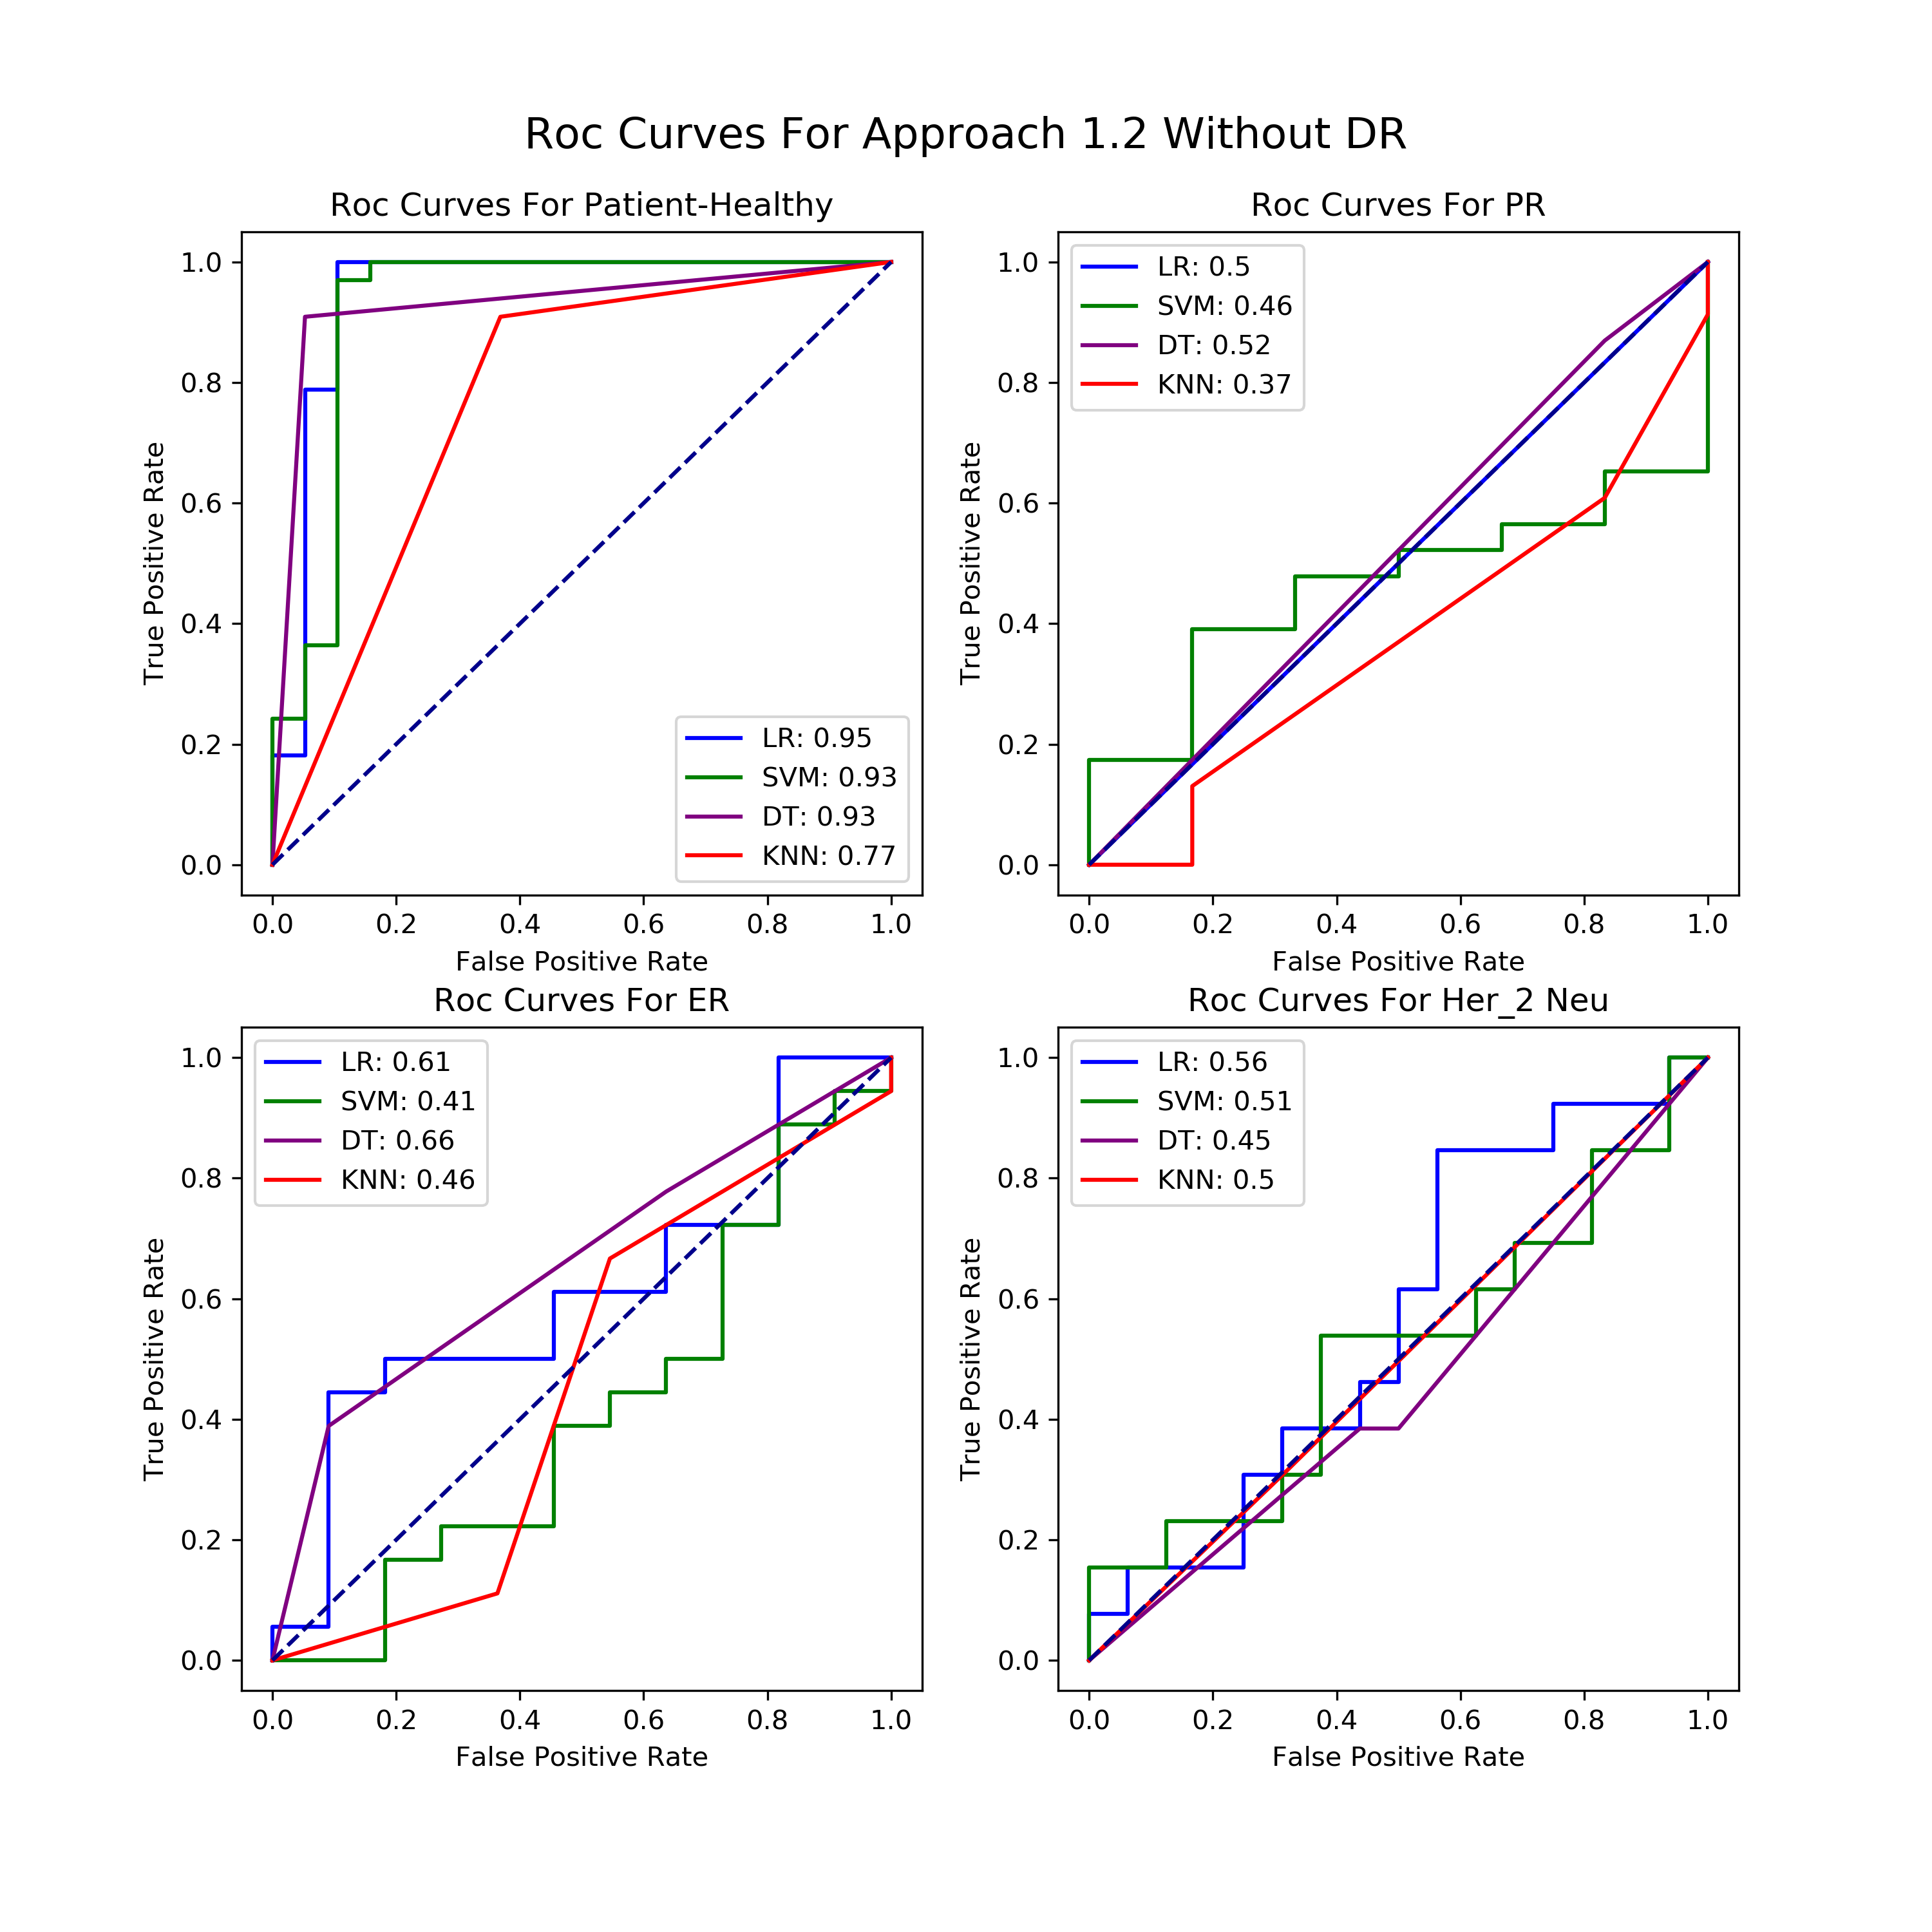 Roc Curves For Approach 1.2 Without DR
Roc Curves For Patient-Healthy
True Positive Rate
1.0
0.8
0.6
0.4
0.2
0.0
LR: 0.95
SVM: 0.93
DT: 0.93
KNN: 0.77
0.0 0.2 0.4 0.6 0.8 1.0
False Positive Rate
Roc Curves For PR
True Positive Rate
1.0
0.8
0.6
0.4
0.2
0.0
LR: 0.5
SVM: 0.46
DT: 0.52
KNN: 0.37
0.0 0.2 0.4 0.6 0.8 1.0
False Positive Rate
Roc Curves For ER
True Positive Rate
1.0
0.8
0.6
0.4
0.2
0.0
LR: 0.61
SVM: 0.41
DT: 0.66
KNN: 0.46
0.0 0.2 0.4 0.6 0.8 1.0
False Positive Rate
Roc Curves For Her_2 Neu
True Positive Rate
1.0
0.8
0.6
0.4
0.2
0.0
LR: 0.56
SVM: 0.51
DT: 0.45
KNN: 0.5
0.0 0.2 0.4 0.6 0.8 1.0
False Positive Rate